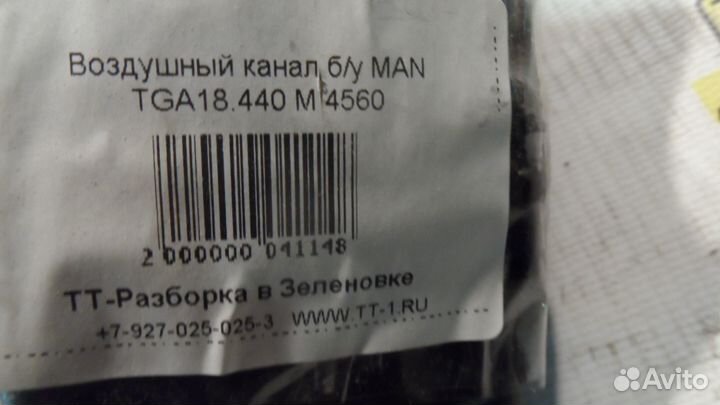 Воздушный канал б/у MAN
TGA18.440 М 4560
2 000000 041148
ТТ-Разборка в Зеленовке
+7-927-025-025-3 WWW.TT-1.RU
Avito